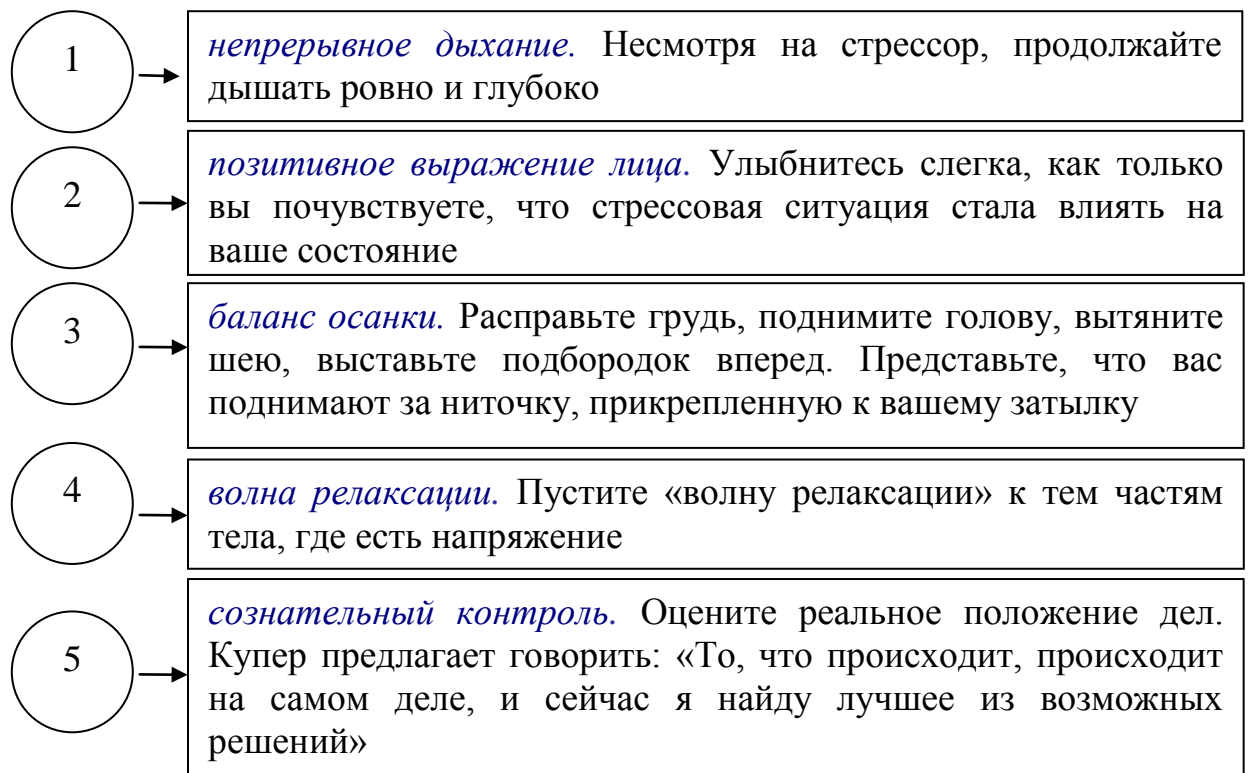 1
непрерывное дыхание. Несмотря на стрессор, продолжайте
дышать ровно и глубоко
2
позитивное выражение лица. Улыбнитесь слегка, как только
вы почувствуете, что стрессовая ситуация стала влиять на
ваше состояние
3
баланс осанки. Расправьте грудь, поднимите голову, вытяните
шею, выставьте подбородок вперед. Представьте, что вас
поднимают за ниточку, прикрепленную к вашему затылку
4
волна релаксации. Пустите «волну релаксации» к тем частям
тела, где есть напряжение
5
сознательный контроль. Оцените реальное положение дел.
Купер предлагает говорить: «То, что происходит, происходит
на самом деле, и сейчас я найду лучшее из возможных
решений»